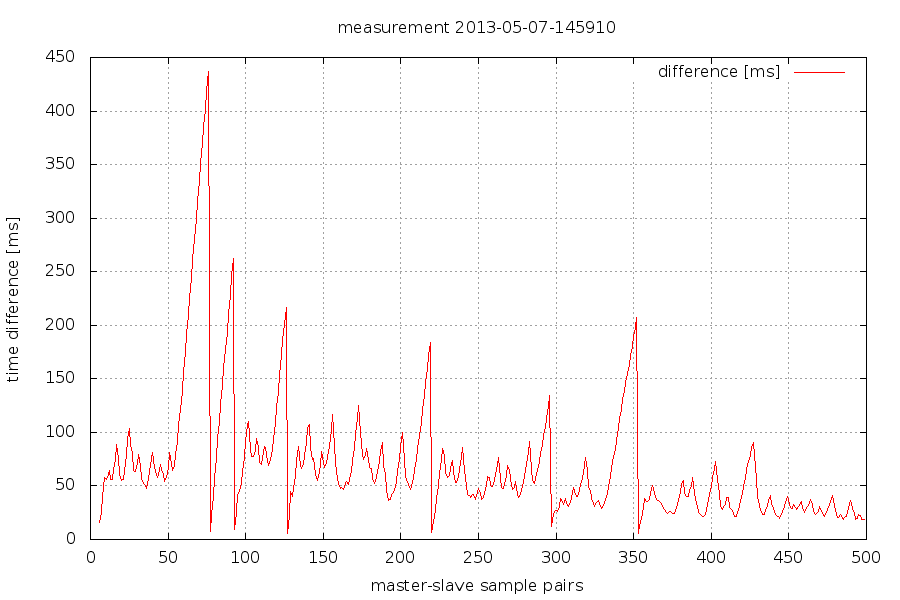 measurement 2013-05-07-145910
difference [ms]
time difference [ms]
450
400
350
300
250
200
150
100
50
0
0 50 100 150 200 250 300 350 400 450 500
master-slave sample pairs